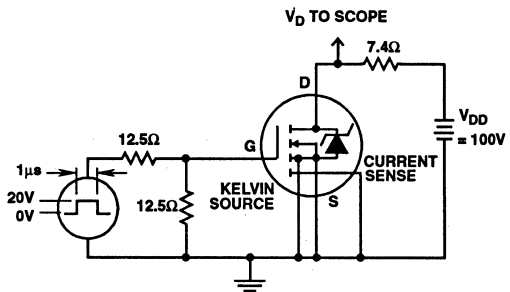 V_D TO SCOPE
7.4Ω
D
V_DD
= 100V
12.5Ω
G
1μs
CURRENT
SENSE
20V
0V
12.5Ω
KELVIN
SOURCE
S